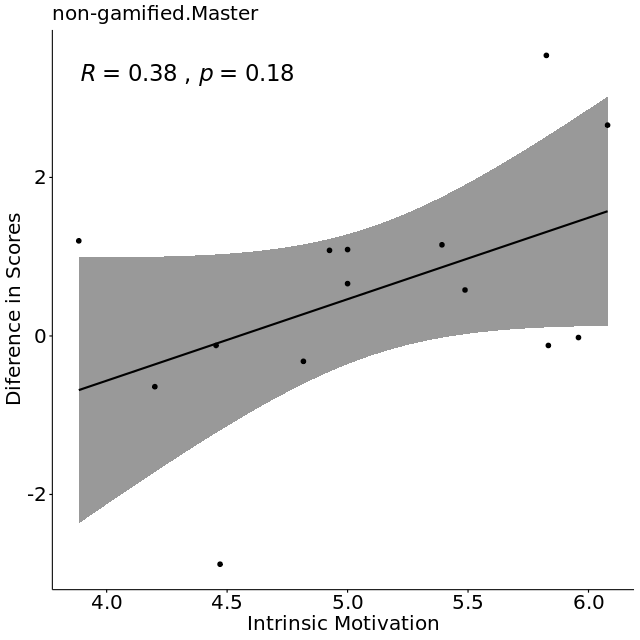 non-gamified.Master
R = 0.38 , p = 0.18
Diference in Scores
2
0
-2
4.0 4.5 5.0 5.5 6.0
Intrinsic Motivation